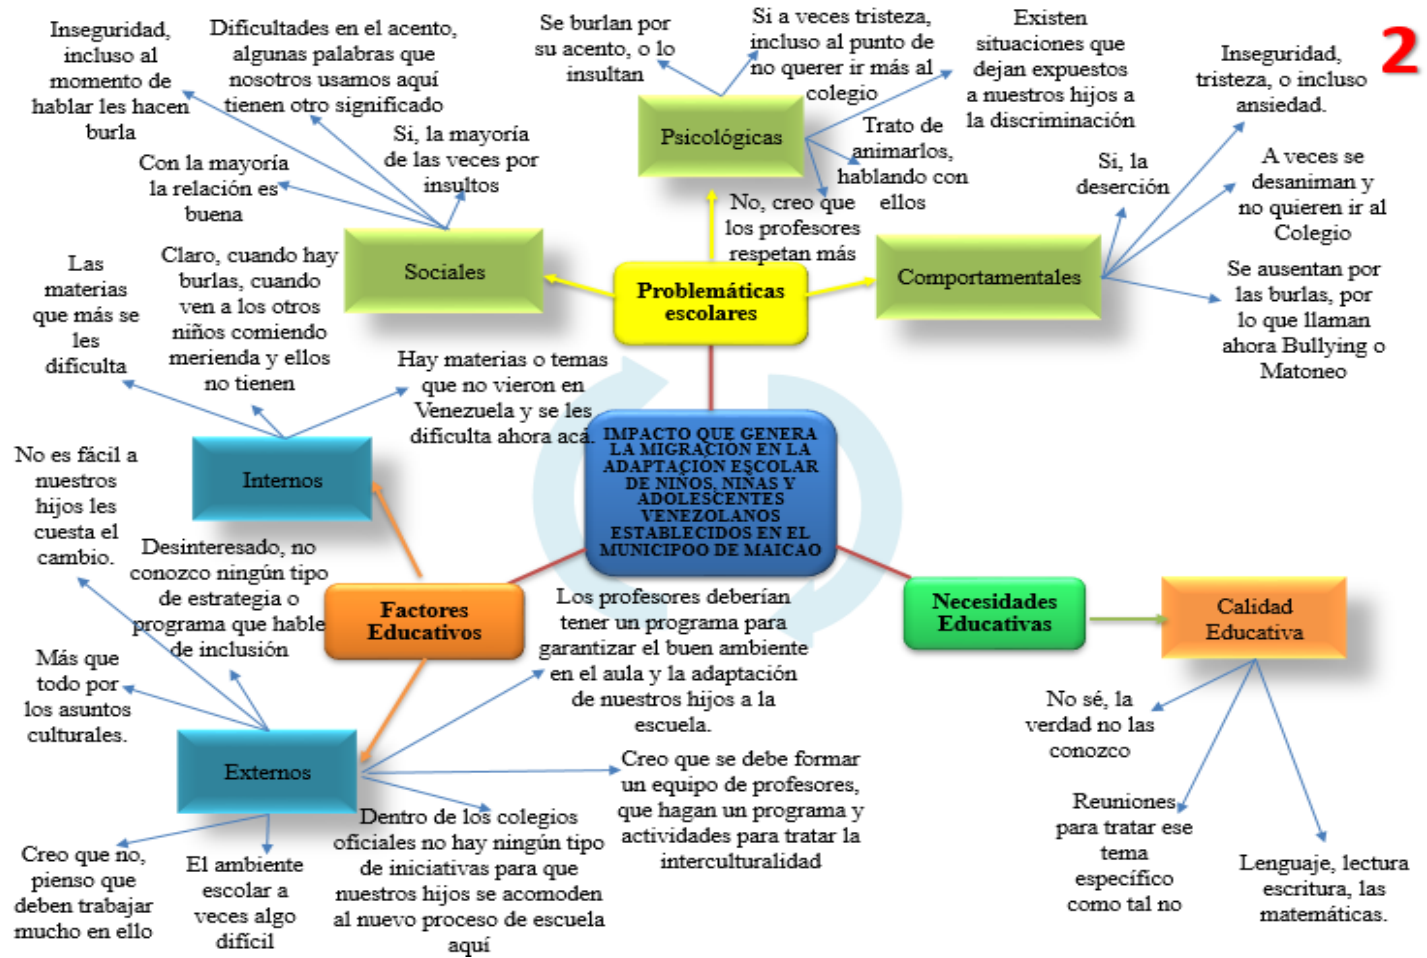 2
Inseguridad,
incluso al
momento de
hablar les hacen
burla
Dificultades en el acento,
algunas palabras que
nosotros usamos aquí
tienen otro significado
Si, la mayoría
de las veces por
insultos
Con la mayoría
la relación es
buena
Sociales
Se burlan por
su acento, o lo
insultan
Si a veces tristeza,
incluso al punto de
no querer ir más al
colegio
Existen
situaciones que
dejan expuestos
a nuestros hijos a
la discriminación
Psicológicas
Trato de
animarlos,
hablando con
ellos
No, creo que
los profesores
respetan más
Inseguridad,
tristeza, o incluso
ansiedad.
Si, la
deserción
A veces se
desaniman y
no quieren ir al
Colegio
Se ausentan por
las burlas, por
lo que llaman
ahora Bullying o
Matoneo
Comportamentales
Problemáticas
escolares
Las
materias
que más se
les
dificulta
Claro, cuando hay
burlas, cuando
ven a los otros
niños comiendo
merienda y ellos
no tienen
Hay materias o temas
que no vieron en
Venezuela y se les
dificulta ahora acá.
Internos
IMPACTO QUE GENERA
LA MIGRACIÓN EN LA
ADAPTACIÓN ESCOLAR
DE NIÑOS, NIÑAS Y
ADOLESCENTES
VENEZOLANOS
ESTABLECIDOS EN EL
MUNICIPOO DE MAICAO
No es fácil a
nuestros
hijos les
cuesta el
cambio.
Desinteresado, no
conozco ningún tipo
de estrategia o
programa que hable
de inclusión
Factores
Educativos
Más que
todo por
los asuntos
culturales.
Externos
Los profesores deberían
tener un programa para
garantizar el buen ambiente
en el aula y la adaptación
de nuestros hijos a la
escuela.
Creo que se debe formar
un equipo de profesores,
que hagan un programa y
actividades para tratar la
interculturalidad
Dentro de los colegios
oficiales no hay ningún tipo
de iniciativas para que
nuestros hijos se acomoden
al nuevo proceso de escuela
aquí
El ambiente
escolar a
veces algo
difícil
Creo que no,
pienso que
deben trabajar
mucho en ello
Necesidades
Educativas
Calidad
Educativa
No sé, la
verdad no las
conozco
Reuniones
para tratar ese
tema
específico
como tal no
Lenguaje, lectura
escritura, las
matemáticas.